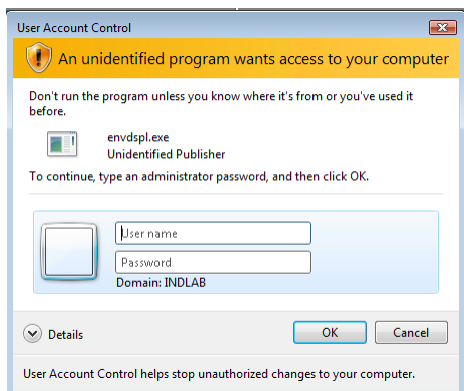 User Account Control
An unidentified program wants access to your computer
Don't run the program unless you know where it's from or you've used it
before.
envdspl.exe
Unidentified Publisher
To continue, type an administrator password, and then click OK.
User name
Password
Domain: INDLAB
Details
OK
Cancel
User Account Control helps stop unauthorized changes to your computer.